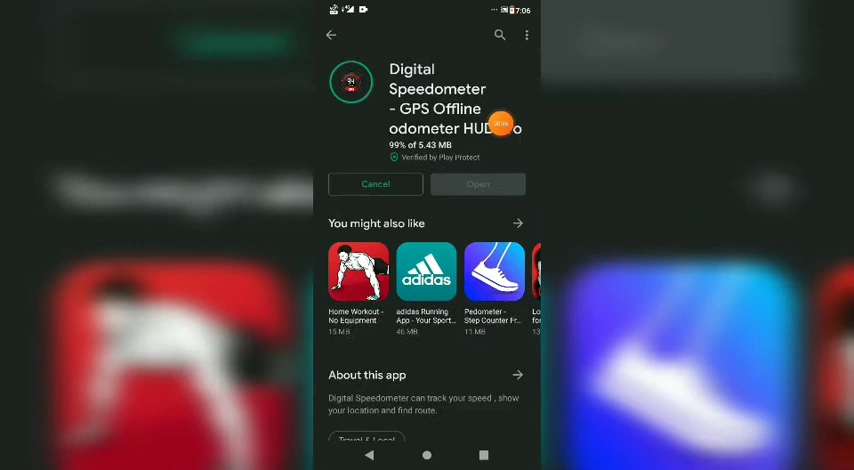 7:06
Digital
Speedometer
- GPS Offline
odometer HUD
99% of 5.43 MB
Verified by Play Protect
Cancel
Open
You might also like
adidas
Home Workout - No Equipment
15 MB
adidas Running App - Your Sport...
46 MB
Pedometer - Step Counter Fr...
11 MB
About this app
Digital Speedometer can track your speed , show
your location and find route.
Travel & Local